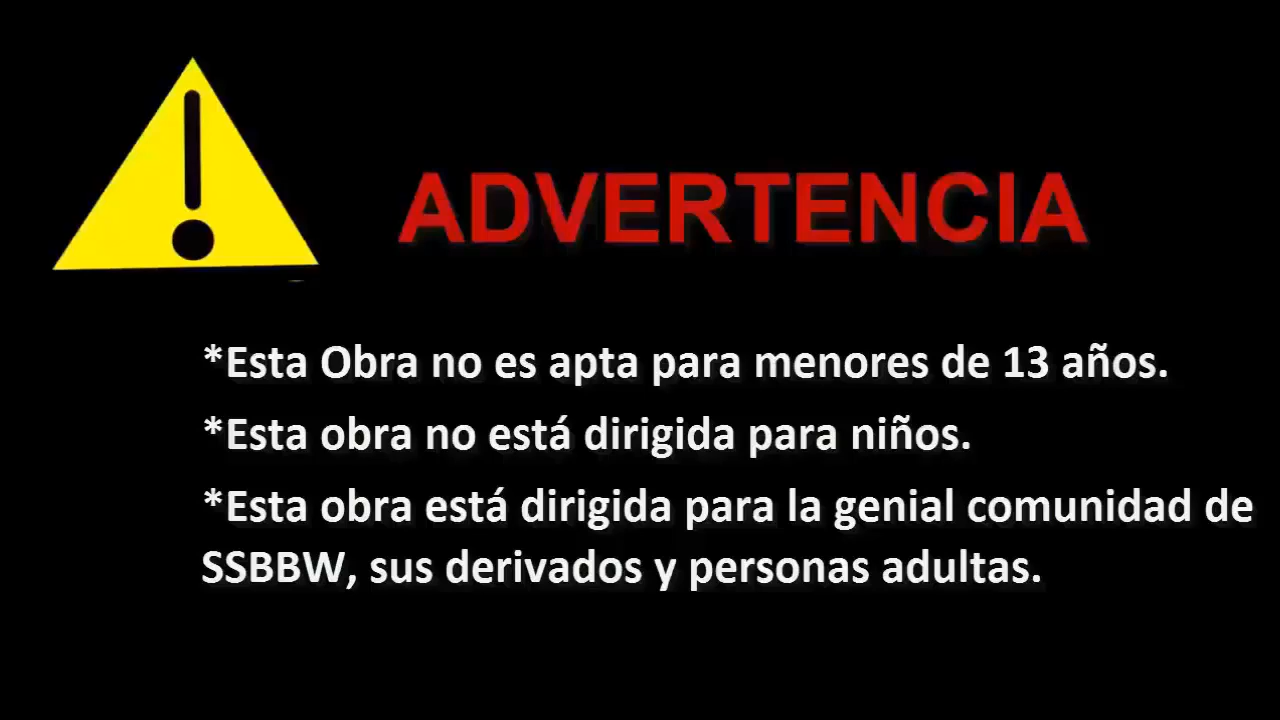 ADVERTENCIA
*Esta Obra no es apta para menores de 13 años.
*Esta obra no está dirigida para niños.
*Esta obra está dirigida para la genial comunidad de
SSBBW, sus derivados y personas adultas.